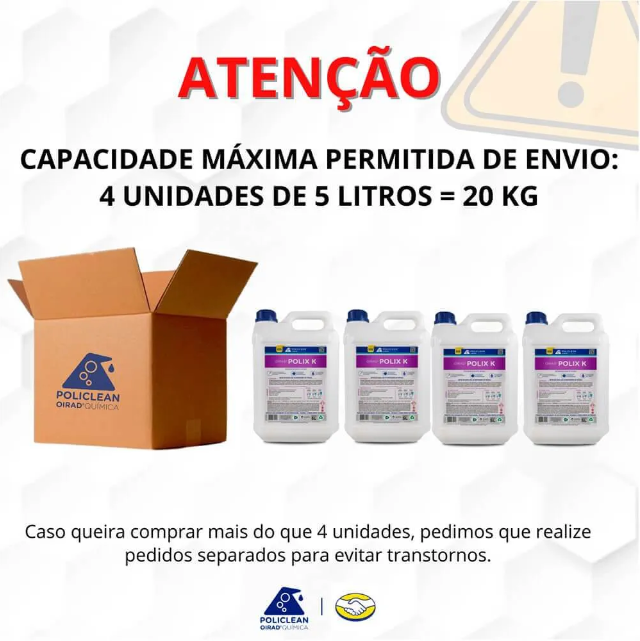 ATENÇÃO
CAPACIDADE MÁXIMA PERMITIDA DE ENVIO:
4 UNIDADES DE 5 LITROS = 20 KG
POLICLEAN
OIRAD'QUÍMICA
POLIX K
POLIX K
POLIX K
POLIX K
Caso queira comprar mais do que 4 unidades, pedimos que realize
pedidos separados para evitar transtornos.
POLICLEAN
OIRAD'QUÍMICA